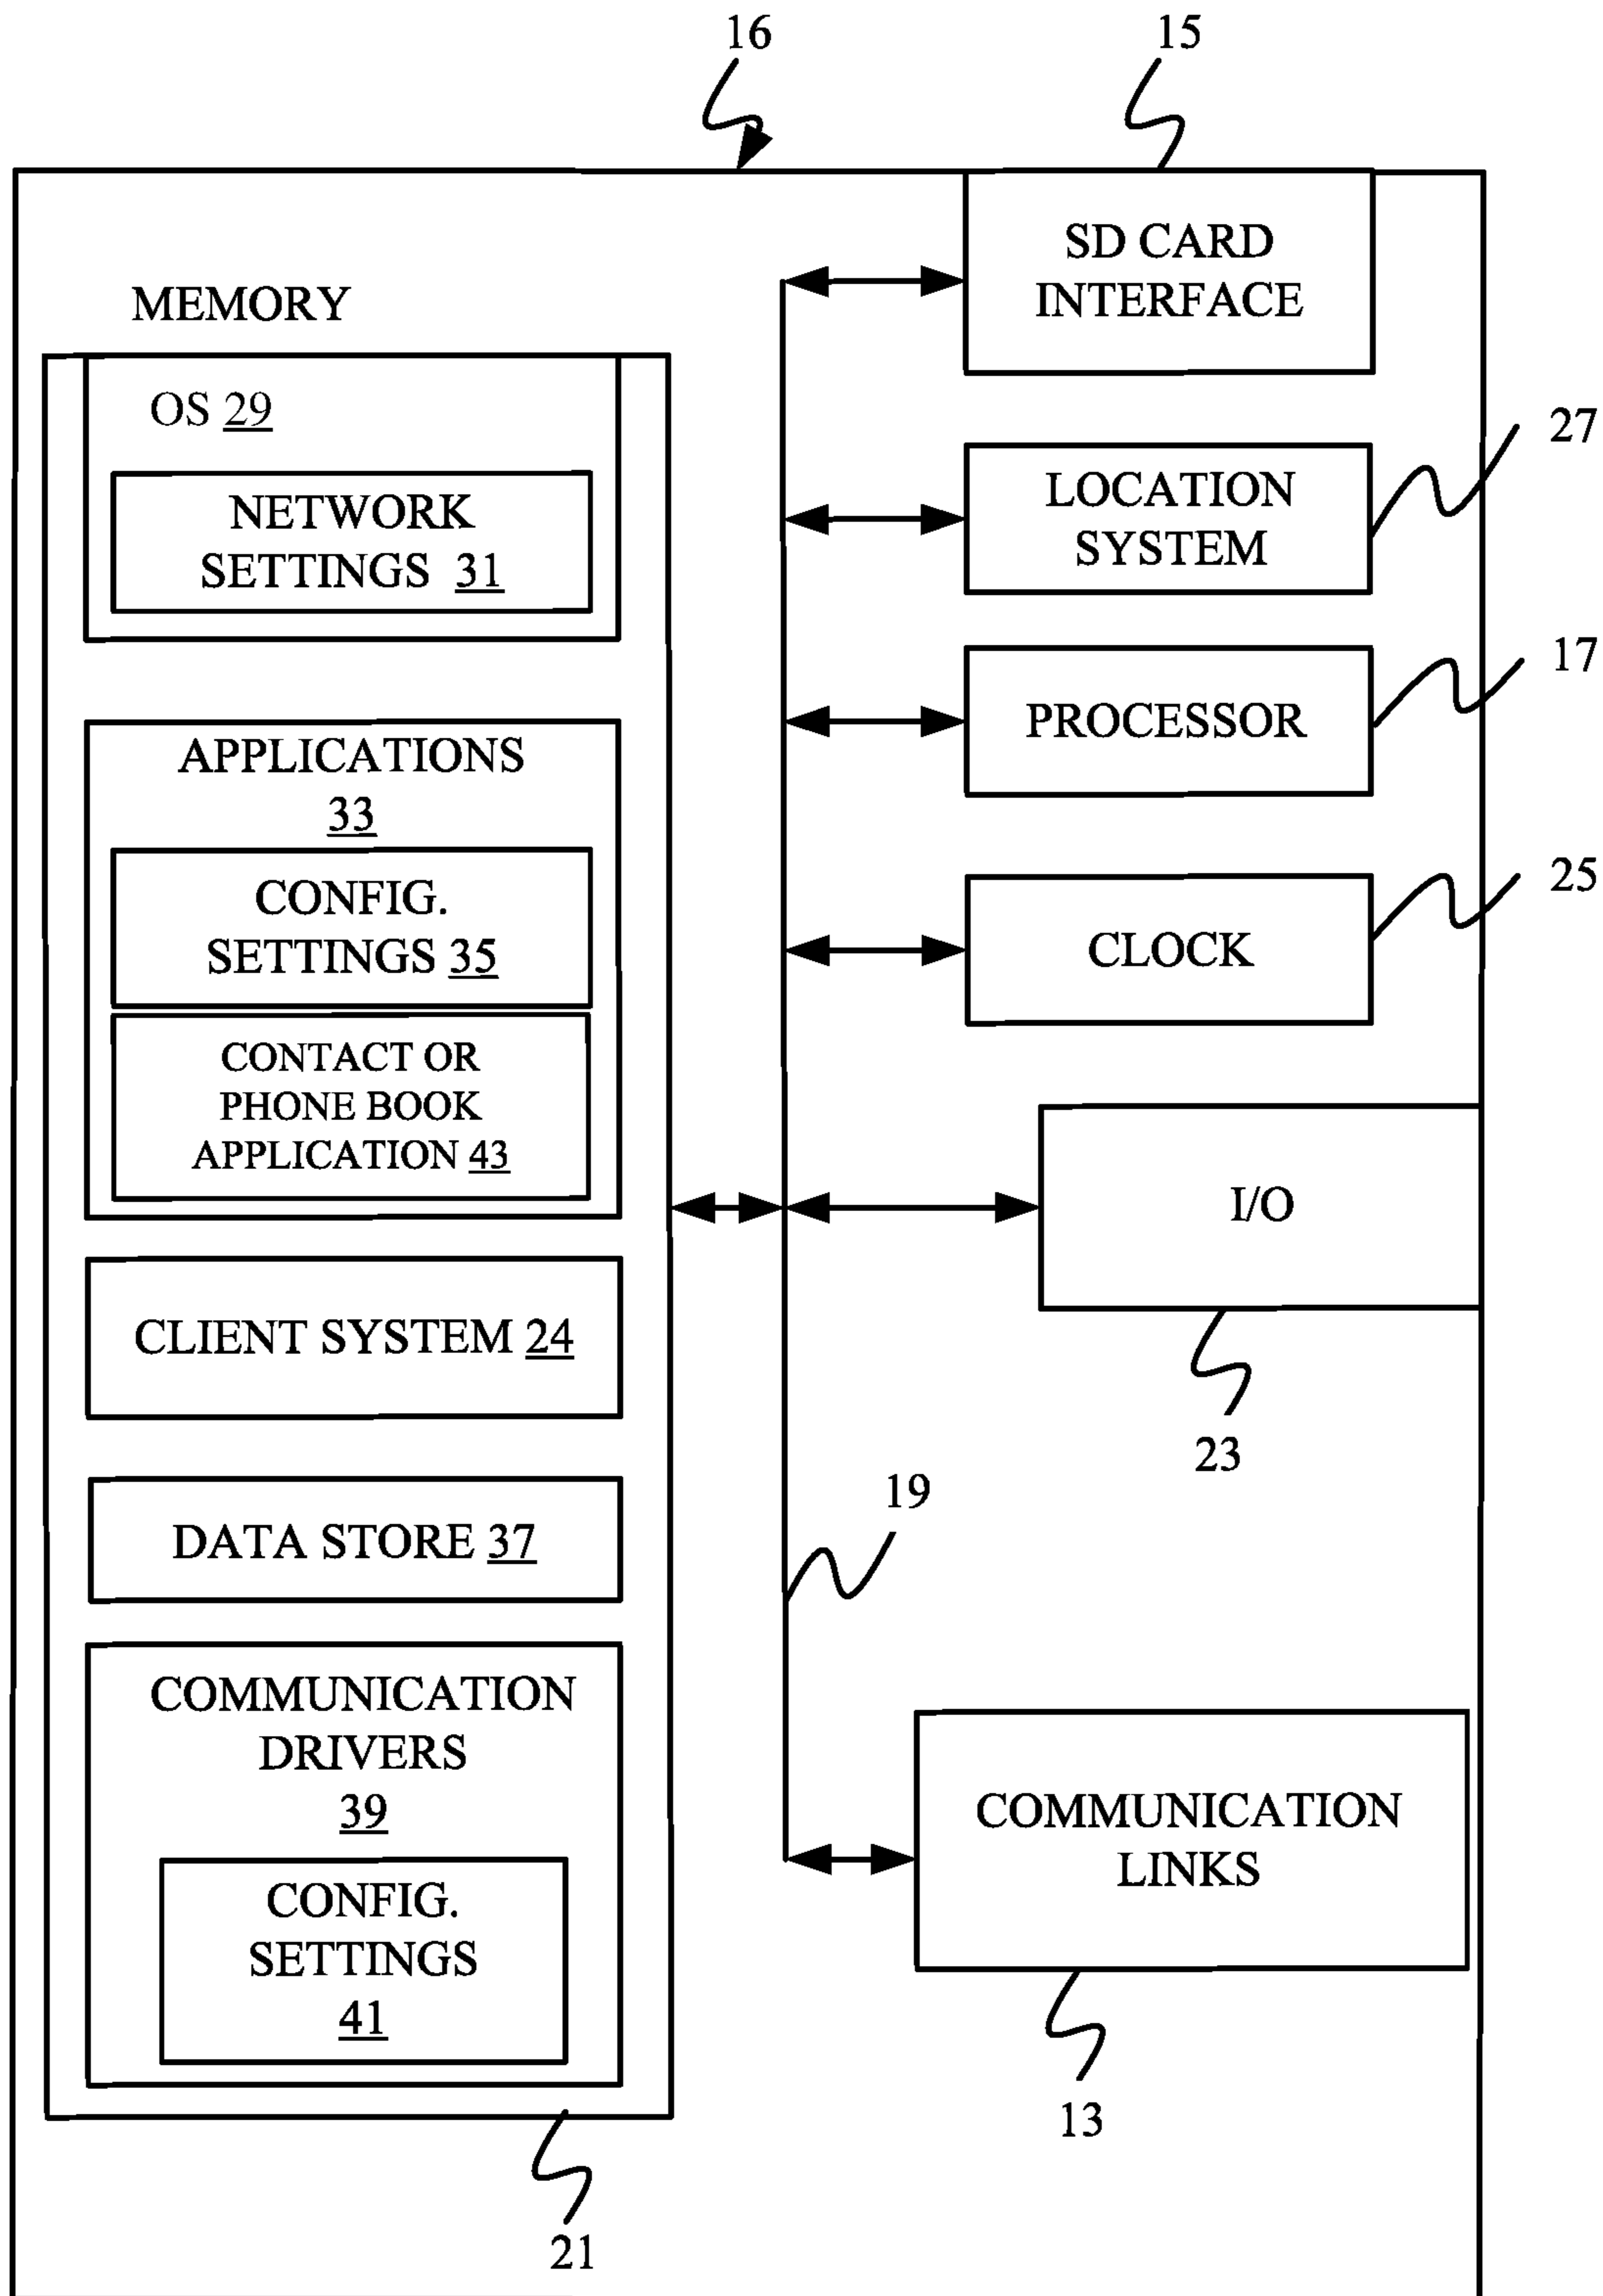 16
15
SD CARD
INTERFACE
MEMORY
OS 29
27
LOCATION
SYSTEM
NETWORK
SETTINGS 31
17
PROCESSOR
APPLICATIONS
33
25
CONFIG.
SETTINGS 35
CLOCK
CONTACT OR
PHONE BOOK
APPLICATION 43
I/O
CLIENT SYSTEM 24
23
19
DATA STORE 37
COMMUNICATION
DRIVERS
39
COMMUNICATION
LINKS
CONFIG.
SETTINGS
41
13
21